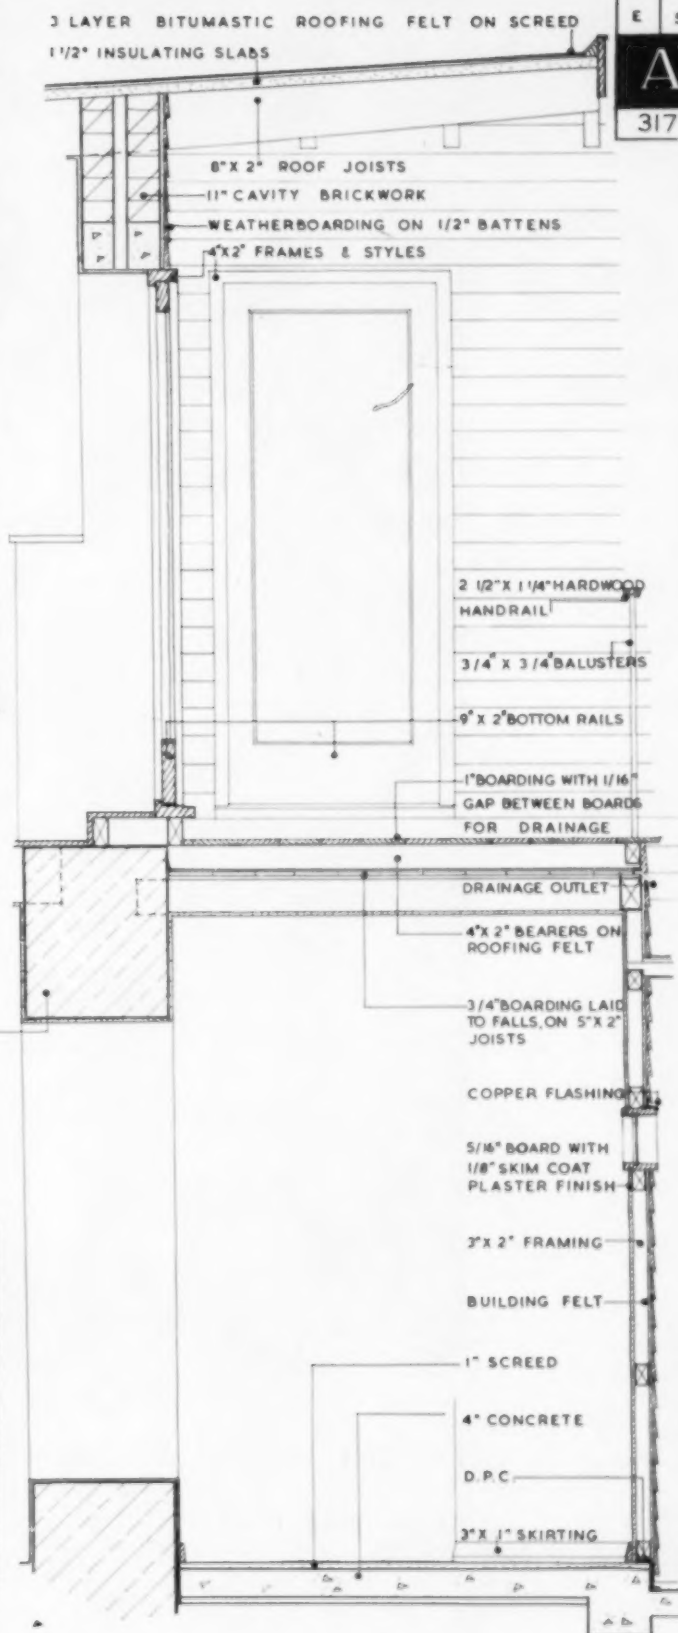 3 LAYER BITUMASTIC ROOFING FELT ON SCREED
1 1/2" INSULATING SLABS
E
A
317
8" X 2" ROOF JOISTS
11" CAVITY BRICKWORK
WEATHERBOARDING ON 1/2" BATTENS
4" X 2" FRAMES & STYLES
2 1/2" X 1 1/4" HARDWOOD
HANDRAIL
3/4" X 3/4" BALUSTERS
9" X 2" BOTTOM RAILS
1" BOARDING WITH 1/16"
GAP BETWEEN BOARDS
FOR DRAINAGE
DRAINAGE OUTLET
4" X 2" BEARERS ON
ROOFING FELT
3/4" BOARDING LAID
TO FALLS, ON 5" X 2"
JOISTS
COPPER FLASHING
5/16" BOARD WITH
1/8" SKIM COAT
PLASTER FINISH
3" X 2" FRAMING
BUILDING FELT
1" SCREED
4" CONCRETE
D.P.C
3" X 1" SKIRTING